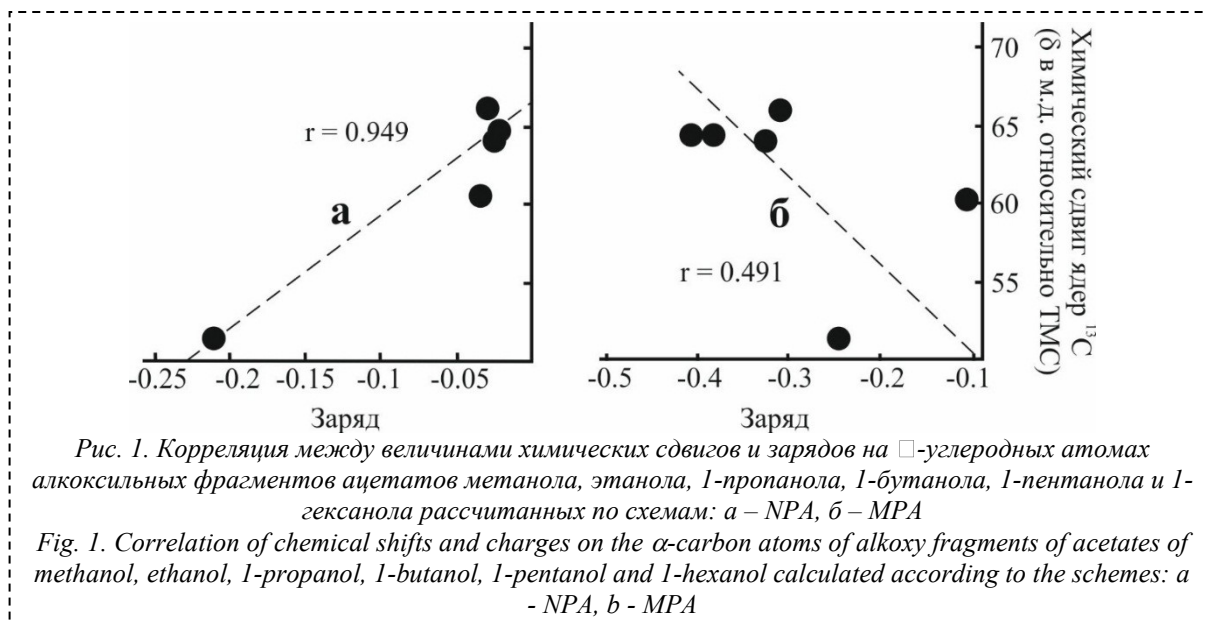 r = 0.949
а
-0.25 -0.2 -0.15 -0.1 -0.05
Заряд
r = 0.491
б
-0.5 -0.4 -0.3 -0.2 -0.1
Заряд
70
65
60
55
Химический сдвиг ядер ¹³С
(δ в м.д. относительно ТМС)
Рис. 1. Корреляция между величинами химических сдвигов и зарядов на □-углеродных атомах
алкоксильных фрагментов ацетатов метанола, этанола, 1-пропанола, 1-бутанола, 1-пентанола и 1-
гексанола рассчитанных по схемам: а – NPA, б – MPA
Fig. 1. Correlation of chemical shifts and charges on the α-carbon atoms of alkoxy fragments of acetates of
methanol, ethanol, 1-propanol, 1-butanol, 1-pentanol and 1-hexanol calculated according to the schemes: a
- NPA, b - MPA